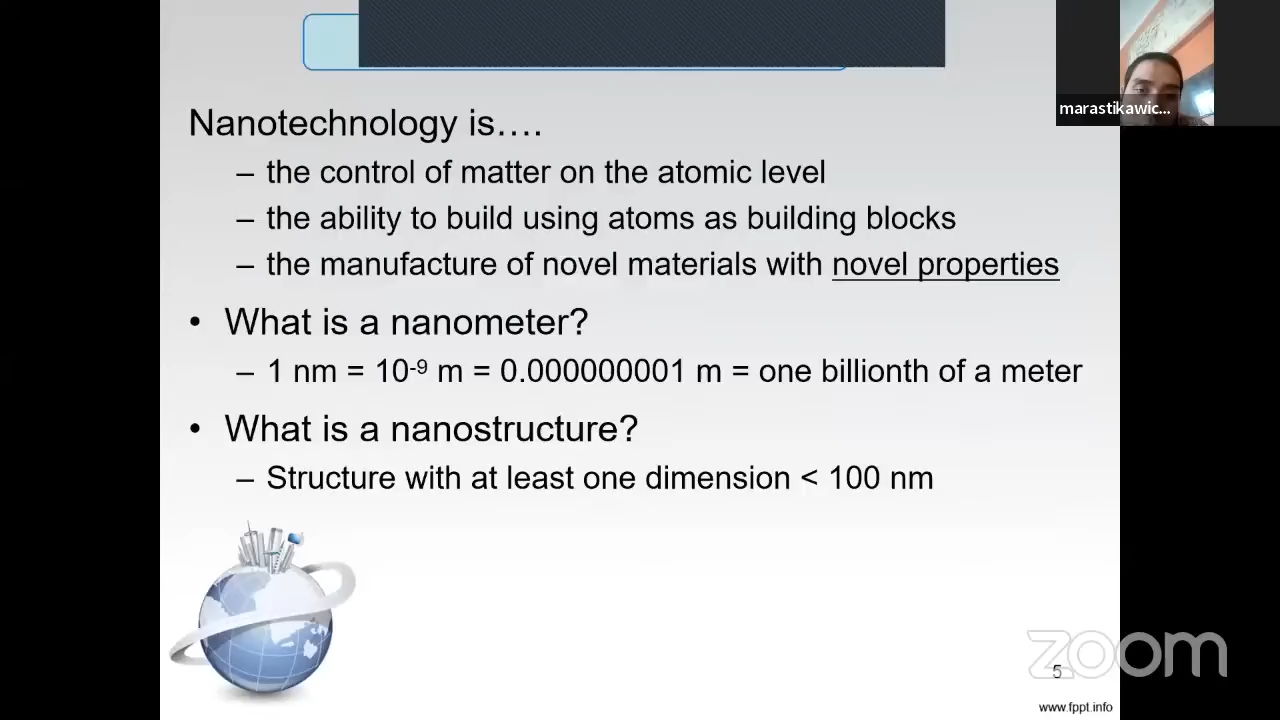 marastikawic...
Nanotechnology is….
– the control of matter on the atomic level
– the ability to build using atoms as building blocks
– the manufacture of novel materials with novel properties
• What is a nanometer?
– 1 nm = 10⁻⁹ m = 0.000000001 m = one billionth of a meter
• What is a nanostructure?
– Structure with at least one dimension < 100 nm
zoom
5
www.fppt.info